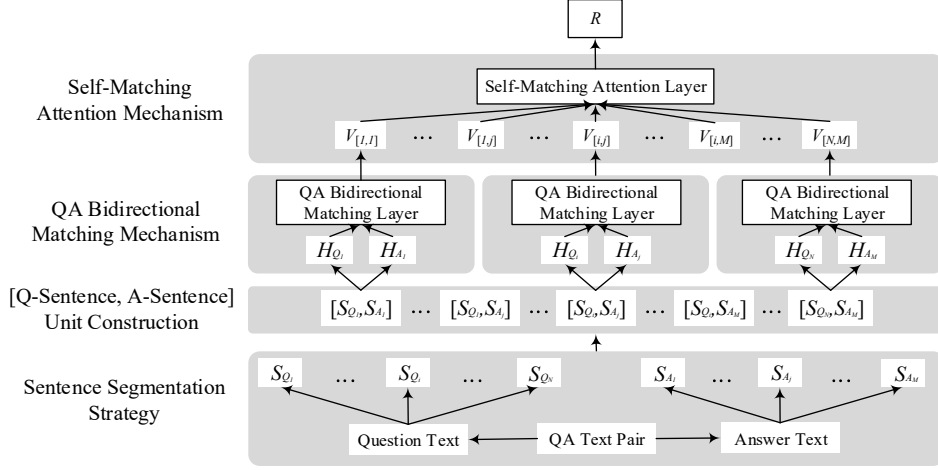 R
Self-Matching
Attention Mechanism
Self-Matching Attention Layer
V[1,1] ... V[1,j] ... V[i,j] ... V[i,M] ... V[N,M]
QA Bidirectional
Matching Mechanism
QA Bidirectional
Matching Layer
QA Bidirectional
Matching Layer
QA Bidirectional
Matching Layer
HQ1 HA1 HQi HAj HQN HAM
[Q-Sentence, A-Sentence]
Unit Construction
[SQ1,SA1] ... [SQ1,SAj] ... [SQi,SAj] ... [SQi,SAM] ... [SQN,SAM]
Sentence Segmentation
Strategy
SQ1 ... SQi ... SQN SA1 ... SAj ... SAM
Question Text QA Text Pair Answer Text